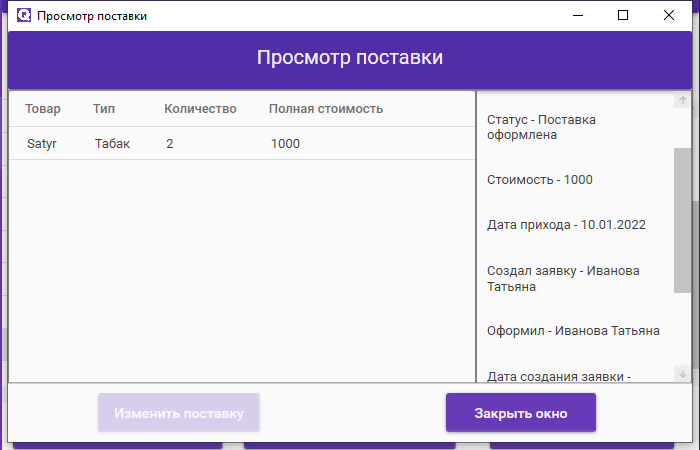 Просмотр поставки
Просмотр поставки
Товар Тип Количество Полная стоимость
Satyr Табак 2 1000
Статус - Поставка
оформлена
Стоимость - 1000
Дата прихода - 10.01.2022
Создал заявку - Иванова
Татьяна
Оформил - Иванова Татьяна
Дата создания заявки -
Изменить поставку
Закрыть окно